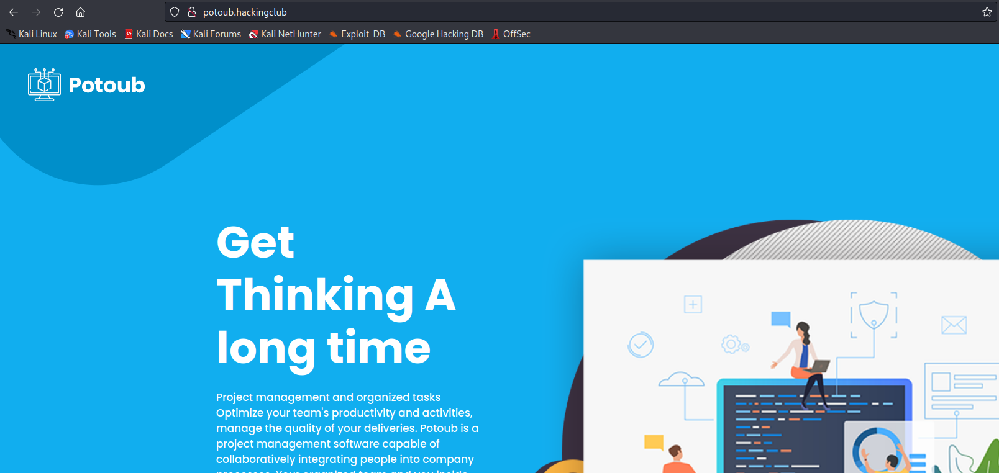 potoub.hackingclub
Kali Linux Kali Tools Kali Docs Kali Forums Kali NetHunter Exploit-DB Google Hacking DB OffSec
Potoub
Get
Thinking A
long time
Project management and organized tasks
Optimize your team's productivity and activities,
manage the quality of your deliveries. Potoub is a
project management software capable of
collaboratively integrating people into company